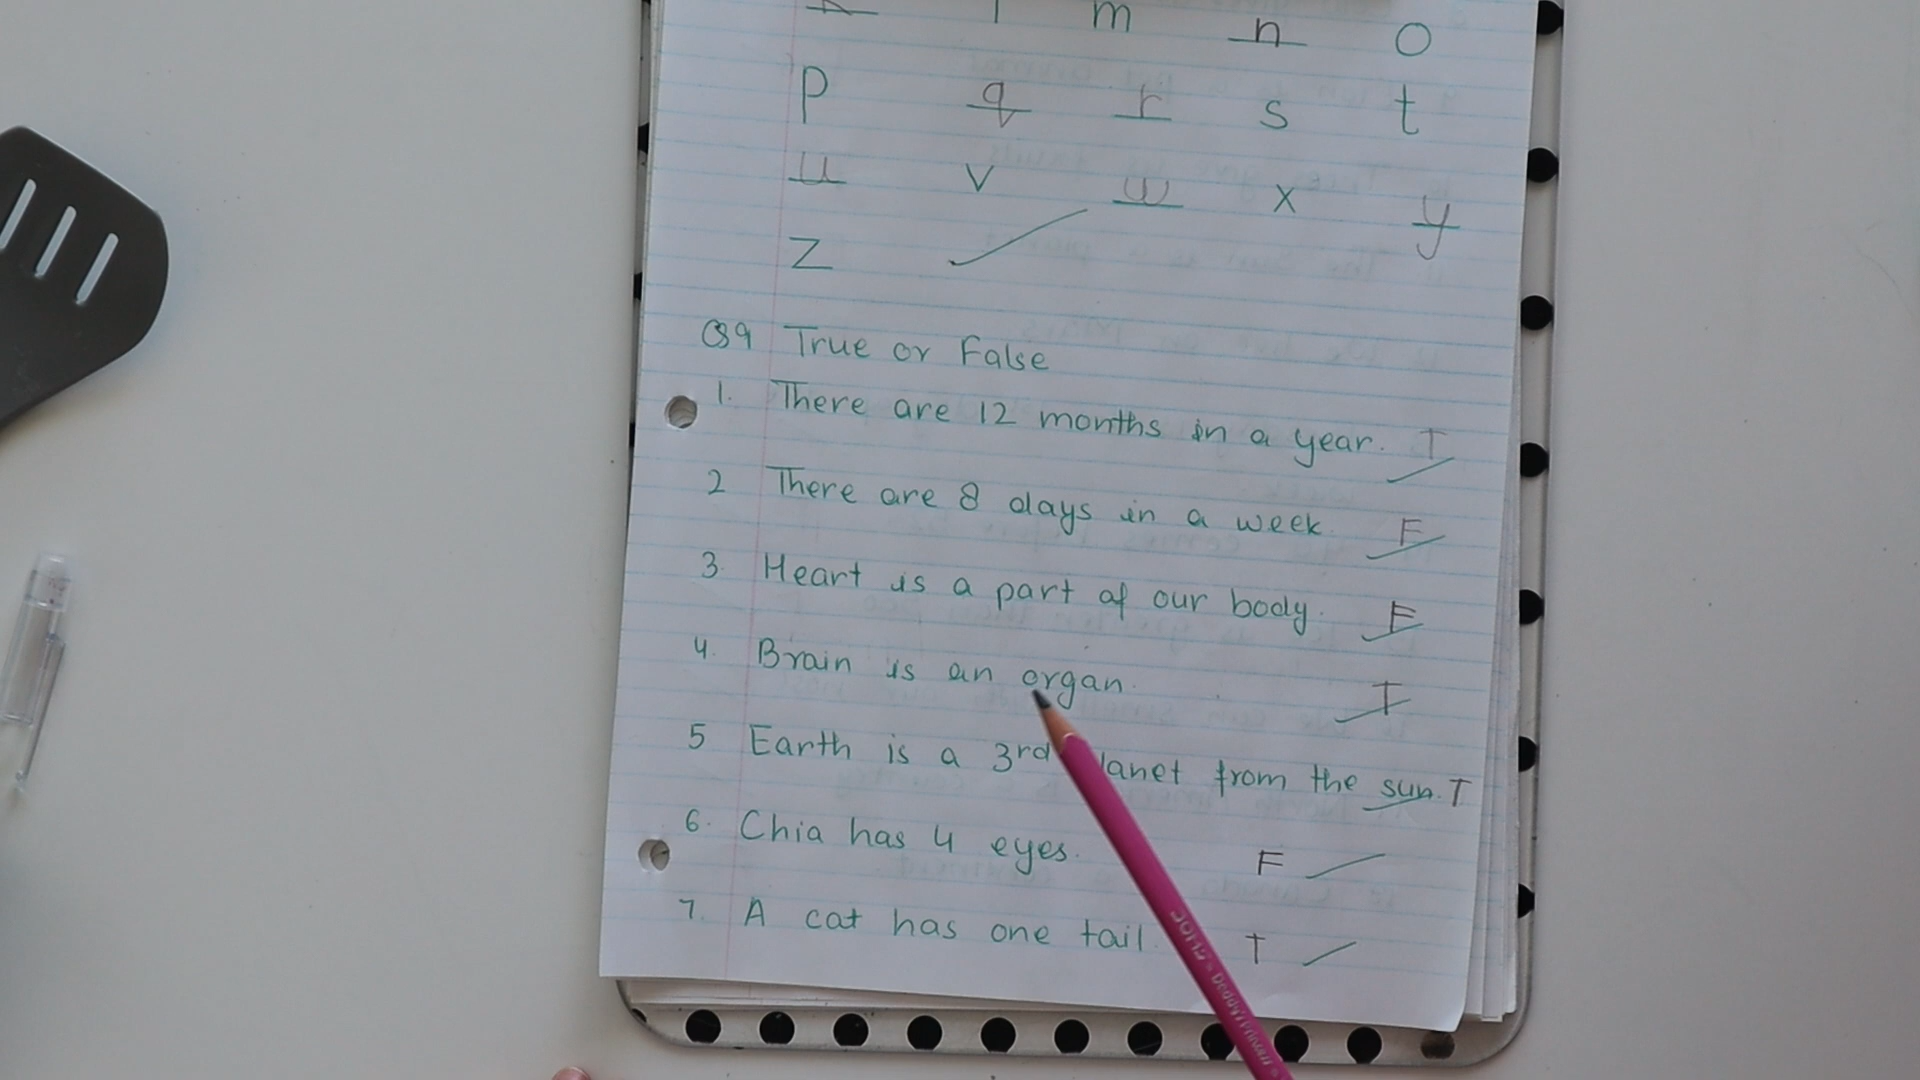 l m n o
p q r s t
u v w x y
z
Q9 True or False
1. There are 12 months in a year. T
2 There are 8 days in a week. F
3. Heart is a part of our body. F
4. Brain is an organ. T
5 Earth is a 3rd lanet from the sun. T
6. Chia has 4 eyes. F
7. A cat has one tail. T